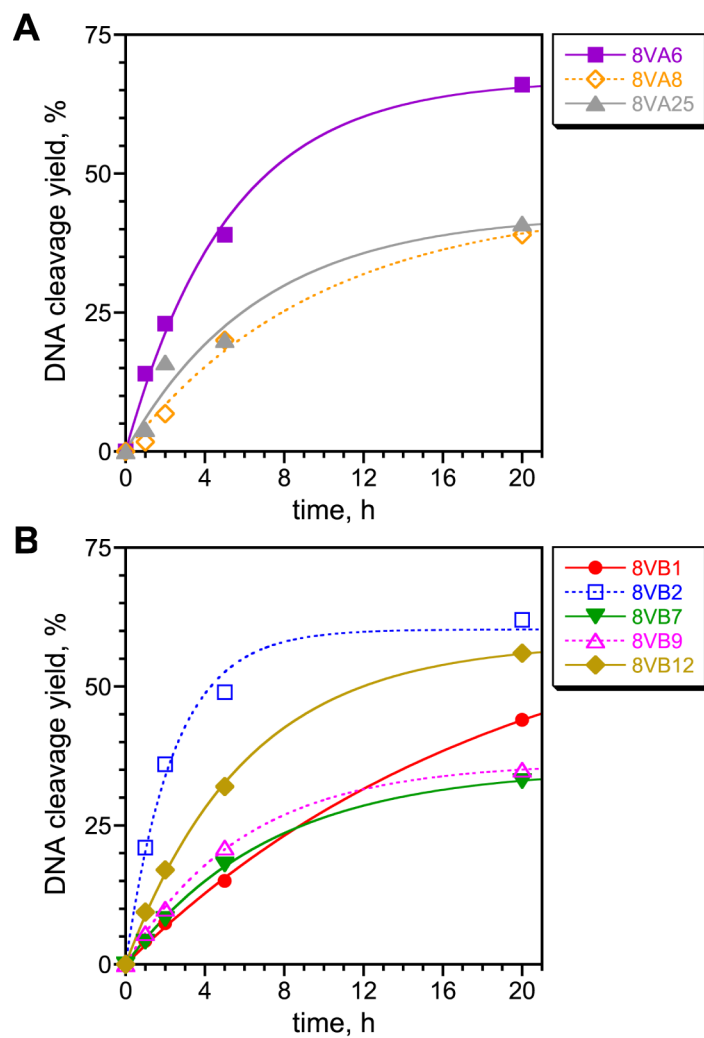 A
75
50
25
0
DNA cleavage yield, %
0 4 8 12 16 20
time, h
8VA6
8VA8
8VA25
B
75
50
25
0
DNA cleavage yield, %
0 4 8 12 16 20
time, h
8VB1
8VB2
8VB7
8VB9
8VB12